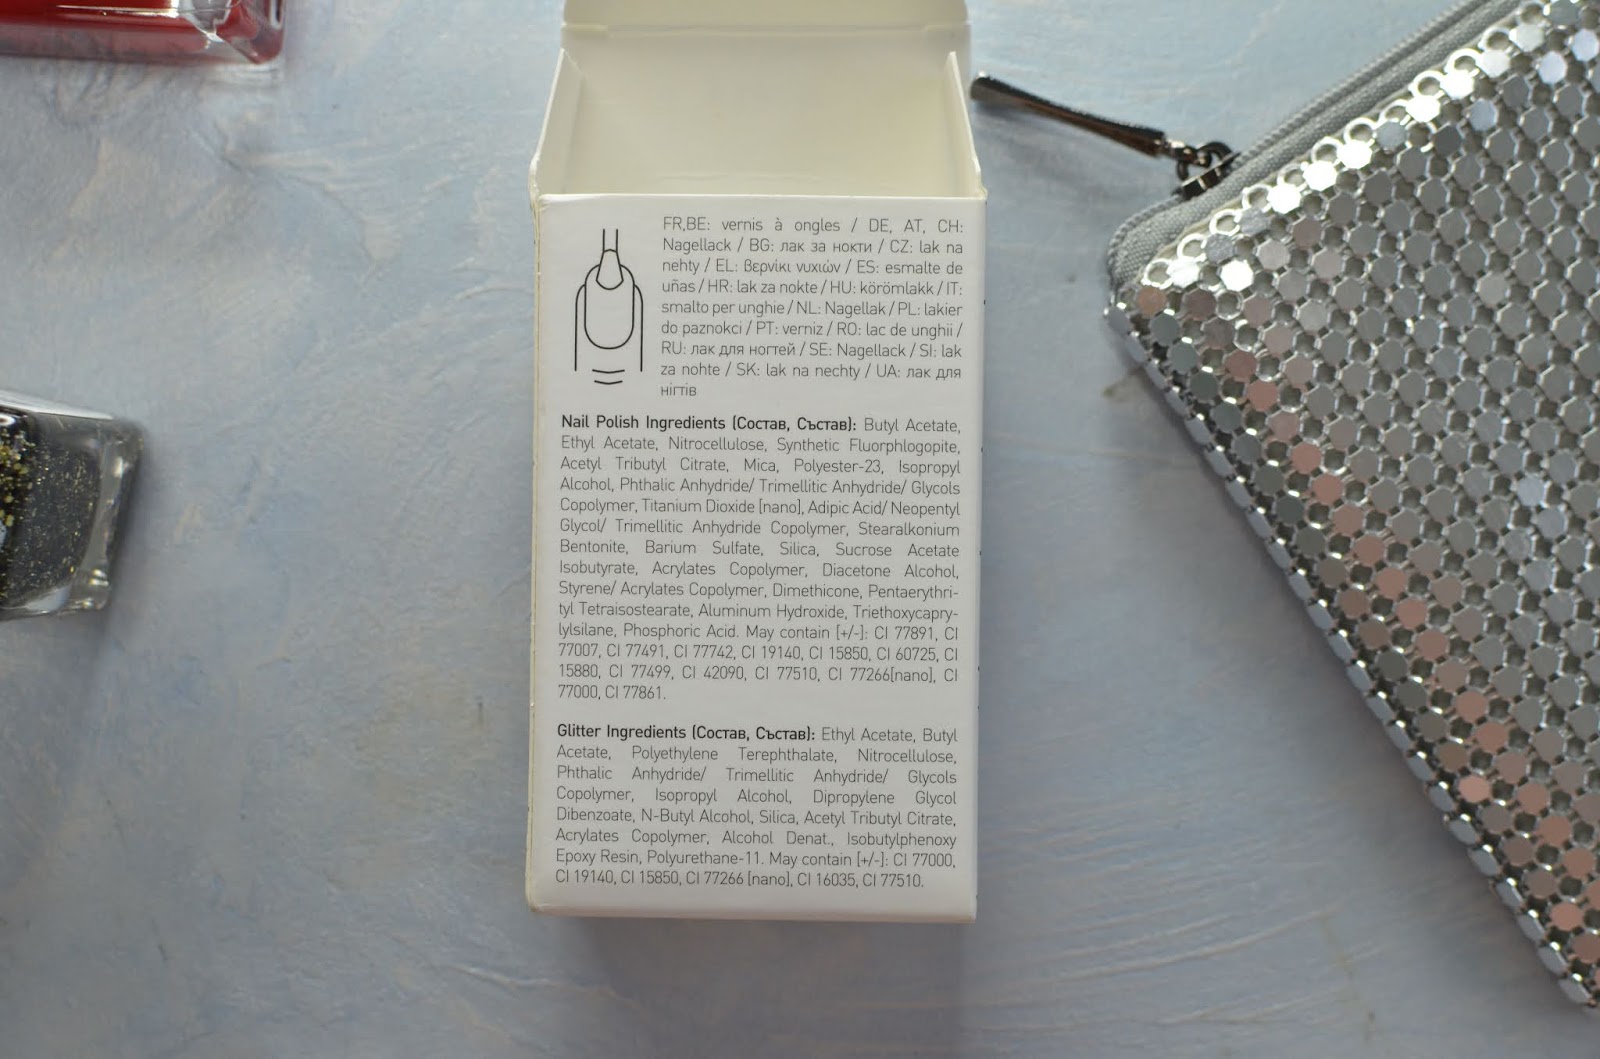 FR,BE: vernis à ongles / DE, AT, CH:
Nagellack / BG: лак за нокти / CZ: lak na
nehty / EL: βερνίκι νυχιών / ES: esmalte de
uñas / HR: lak za nokte / HU: körömlakk / IT:
smalto per unghie / NL: Nagellak / PL: lakier
do paznokci / PT: verniz / RO: lac de unghii /
RU: лак для ногтей / SE: Nagellack / SI: lak
za nohte / SK: lak na nechty / UA: лак для
нігтів
Nail Polish Ingredients (Состав, Състав): Butyl Acetate,
Ethyl Acetate, Nitrocellulose, Synthetic Fluorphlogopite,
Acetyl Tributyl Citrate, Mica, Polyester-23, Isopropyl
Alcohol, Phthalic Anhydride/ Trimellitic Anhydride/ Glycols
Copolymer, Titanium Dioxide [nano], Adipic Acid/ Neopentyl
Glycol/ Trimellitic Anhydride Copolymer, Stearalkonium
Bentonite, Barium Sulfate, Silica, Sucrose Acetate
Isobutyrate, Acrylates Copolymer, Diacetone Alcohol,
Styrene/ Acrylates Copolymer, Dimethicone, Pentaerythri-
tyl Tetraisostearate, Aluminum Hydroxide, Triethoxycapry-
lylsilane, Phosphoric Acid. May contain [+/-]: CI 77891, CI
77007, CI 77491, CI 77742, CI 19140, CI 15850, CI 60725, CI
15880, CI 77499, CI 42090, CI 77510, CI 77266[nano], CI
77000, CI 77861.
Glitter Ingredients (Состав, Състав): Ethyl Acetate, Butyl
Acetate, Polyethylene Terephthalate, Nitrocellulose,
Phthalic Anhydride/ Trimellitic Anhydride/ Glycols
Copolymer, Isopropyl Alcohol, Dipropylene Glycol
Dibenzoate, N-Butyl Alcohol, Silica, Acetyl Tributyl Citrate,
Acrylates Copolymer, Alcohol Denat., Isobutylphenoxy
Epoxy Resin, Polyurethane-11. May contain [+/-]: CI 77000,
CI 19140, CI 15850, CI 77266 [nano], CI 16035, CI 77510.